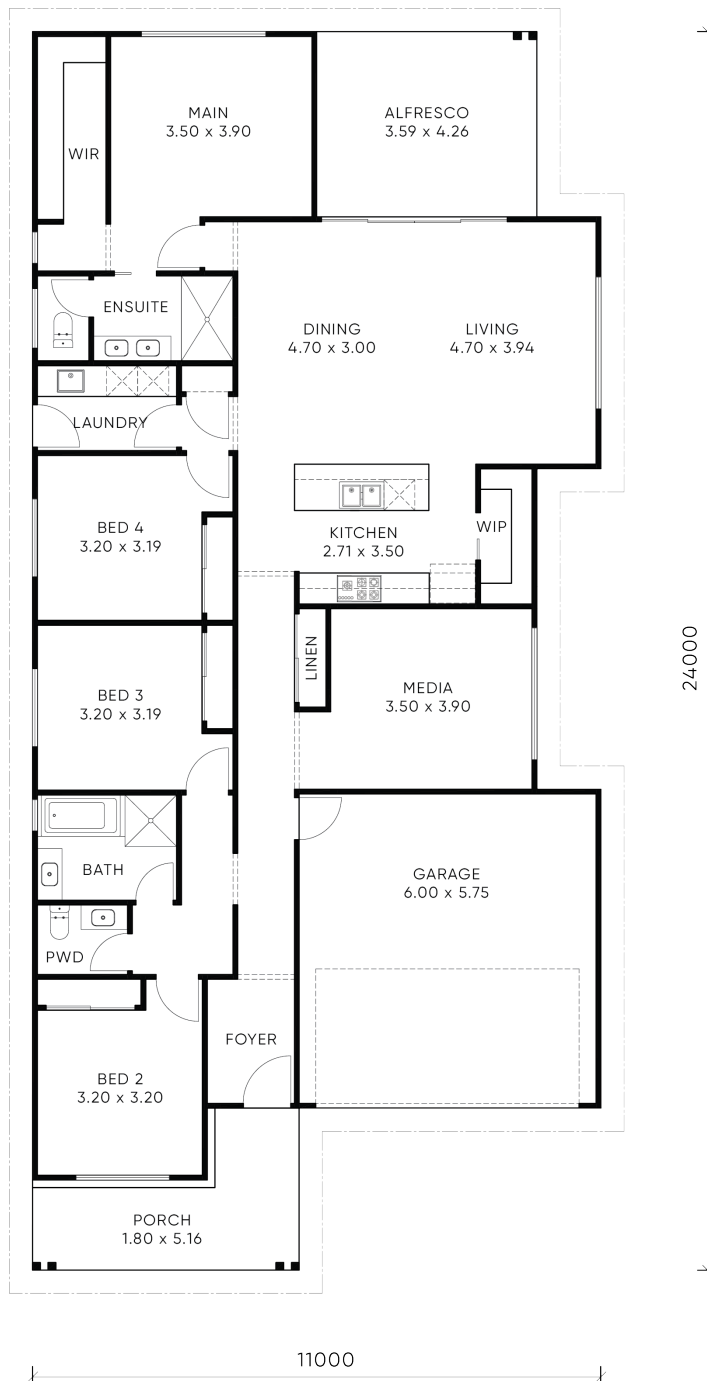 MAIN
3.50 x 3.90
ALFRESCO
3.59 x 4.26
WIR
ENSUITE
DINING
4.70 x 3.00
LIVING
4.70 x 3.94
LAUNDRY
BED 4
3.20 x 3.19
KITCHEN
2.71 x 3.50
WIP
LINEN
24000
BED 3
3.20 x 3.19
MEDIA
3.50 x 3.90
BATH
GARAGE
6.00 x 5.75
PWD
FOYER
BED 2
3.20 x 3.20
PORCH
1.80 x 5.16
11000